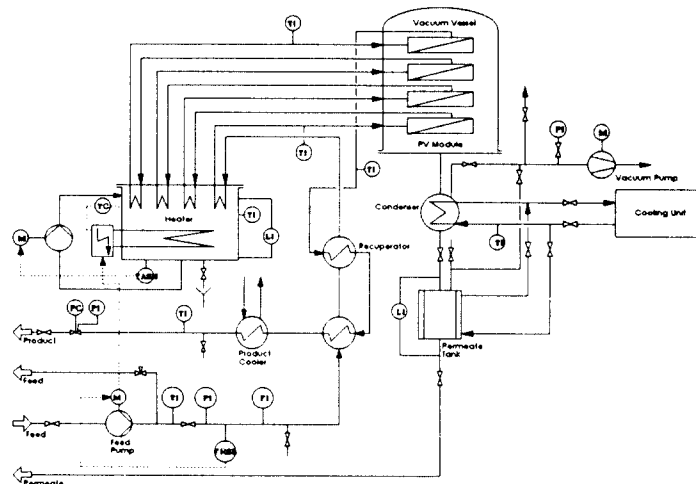 TI
Vacuum Vessel
PV Module
TI
TI
PI
M
Vacuum Pump
TC
Heater
TI
LI
Condenser
Cooling Unit
TI
M
Recuperator
PC
PI
TI
Product
Product
Cooler
LI
Permeate
Tank
Feed
M
TI
PI
FI
Feed
Feed
Pump
Permeate